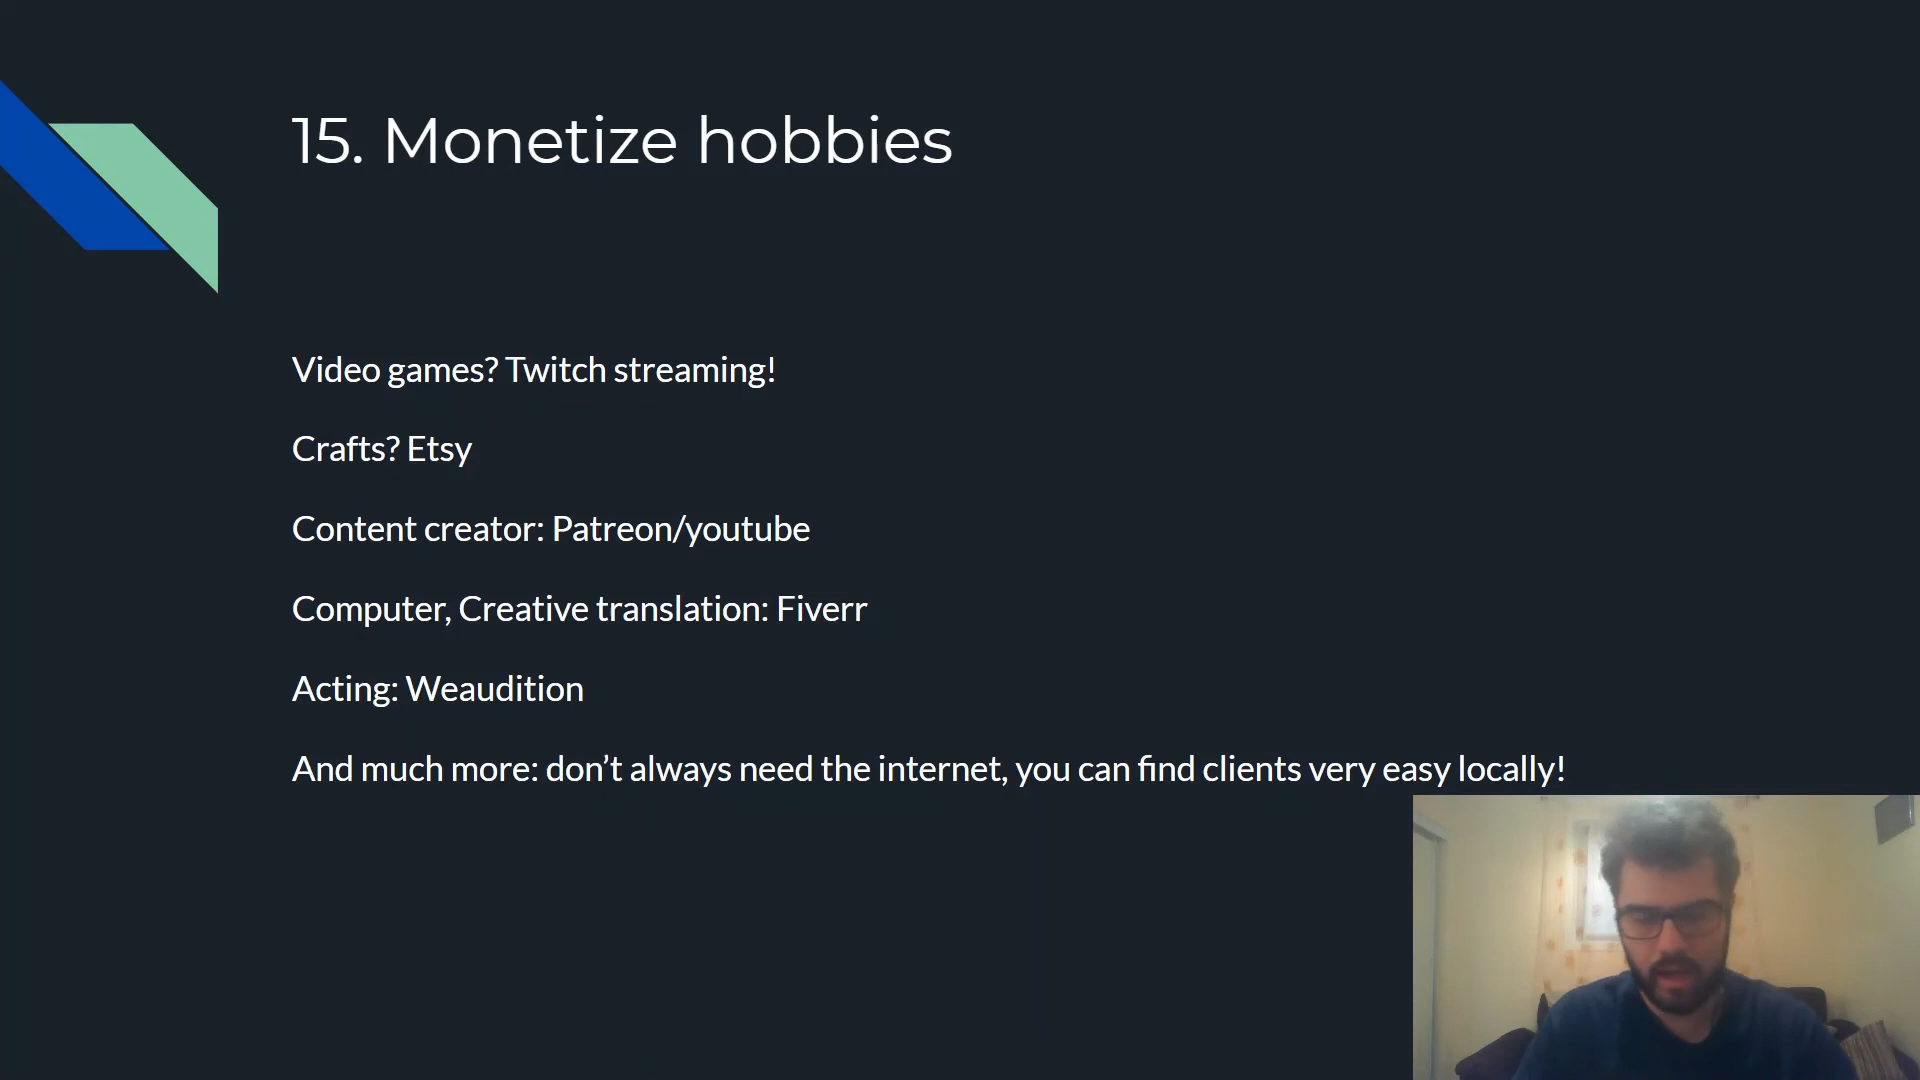 15. Monetize hobbies
Video games? Twitch streaming!
Crafts? Etsy
Content creator: Patreon/youtube
Computer, Creative translation: Fiverr
Acting: Weaudition
And much more: don’t always need the internet, you can find clients very easy locally!